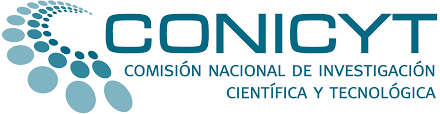 CONICYT
COMISIÓN NACIONAL DE INVESTIGACIÓN
CIENTÍFICA Y TECNOLÓGICA